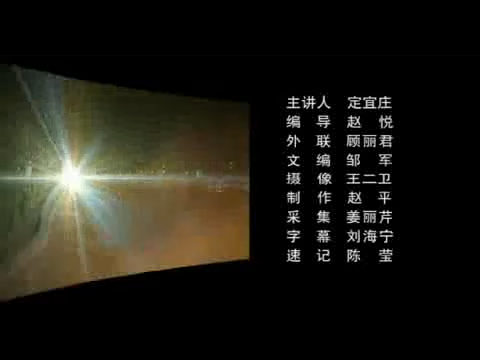 主讲人 定宜庄
编 导 赵 悦
外 联 顾丽君
文 编 邹 军
摄 像 王二卫
制 作 赵 平
采 集 姜丽芹
字 幕 刘海宁
速 记 陈 莹